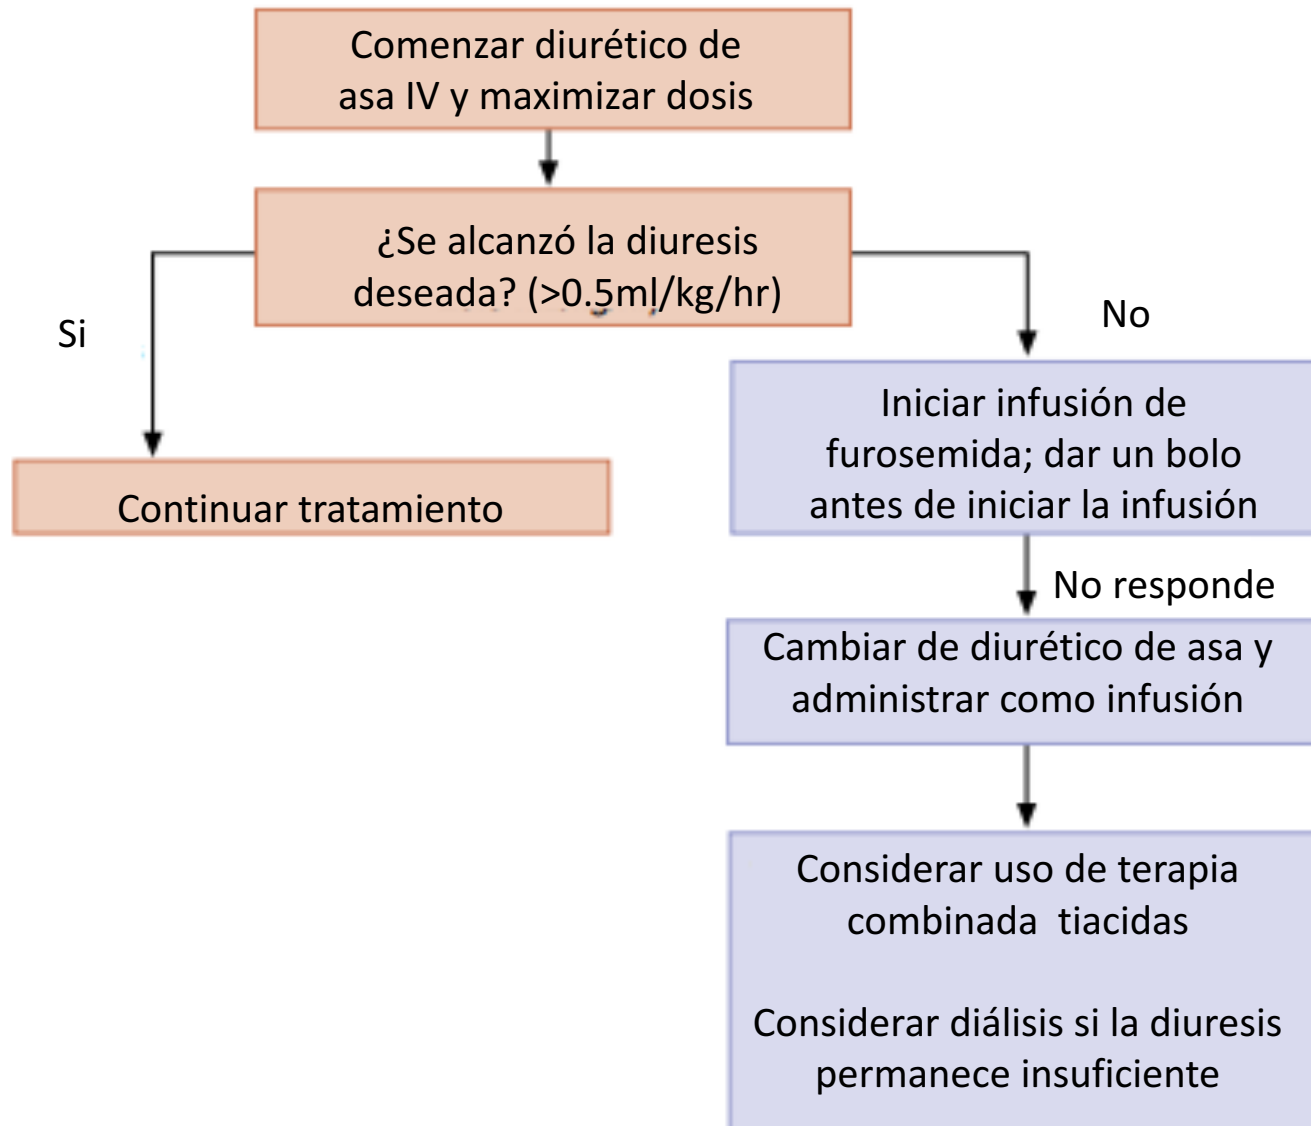 Comenzar diurético de
asa IV y maximizar dosis
¿Se alcanzó la diuresis
deseada? (>0.5ml/kg/hr)
Si
No
Continuar tratamiento
Iniciar infusión de
furosemida; dar un bolo
antes de iniciar la infusión
No responde
Cambiar de diurético de asa y
administrar como infusión
Considerar uso de terapia
combinada tiacidas
Considerar diálisis si la diuresis
permanece insuficiente